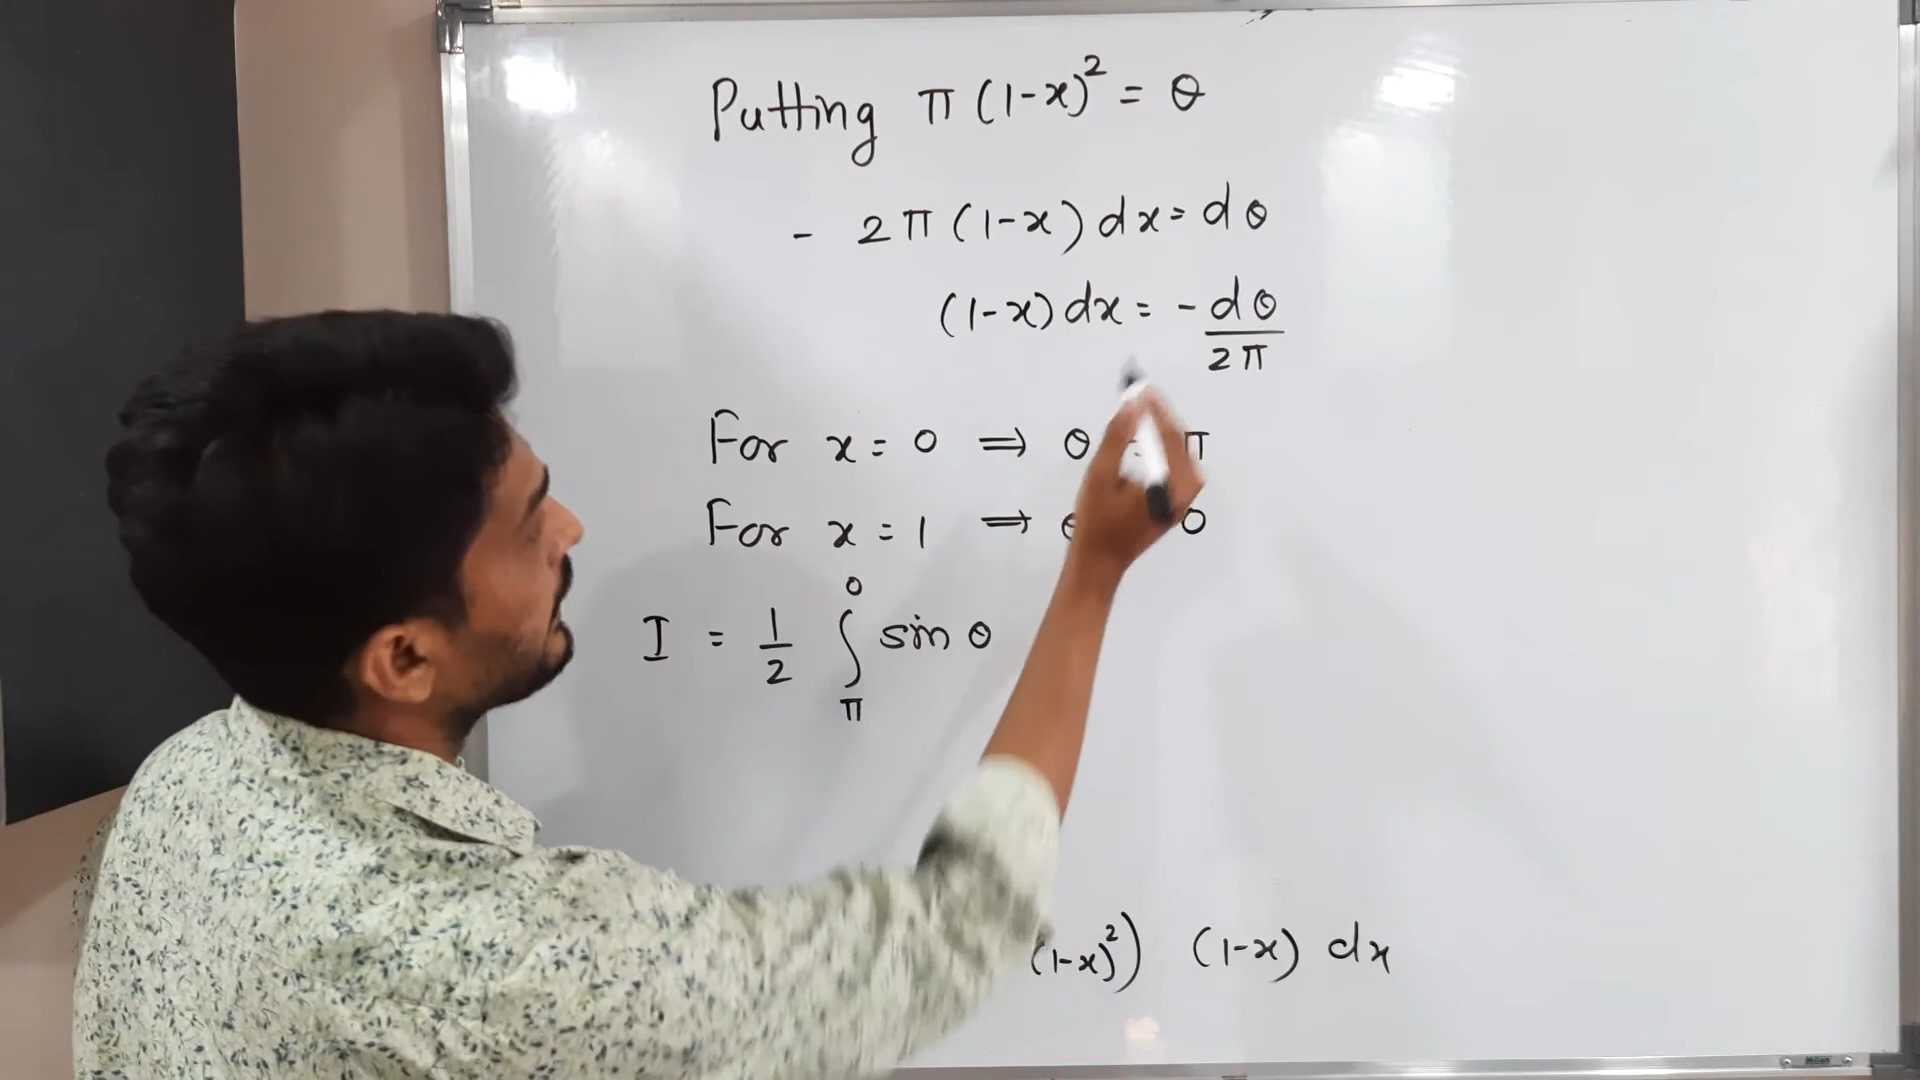 Putting π(1-x)² = θ
- 2π(1-x)dx = dθ
(1-x)dx = -dθ/2π
For x = 0 ⇒ θ = π
For x = 1 ⇒ 0
I = 1/2 ∫_π^0 sin θ
(1-x)²) (1-x) dx